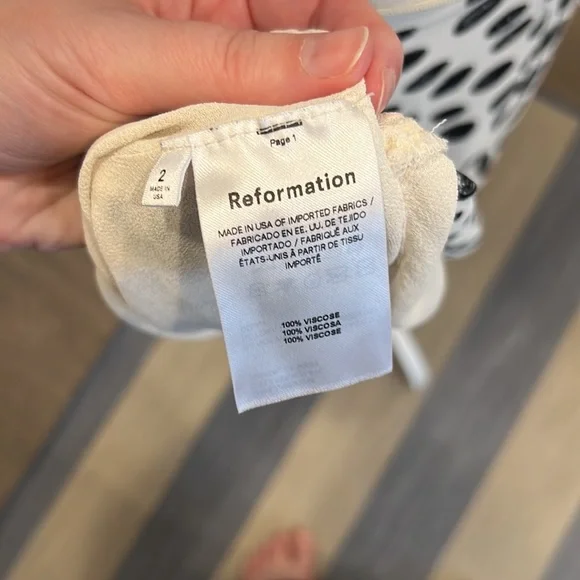 Page 1
2
MADE IN
USA
Reformation
MADE IN USA OF IMPORTED FABRICS /
FABRICADO EN EE. UU. DE TEJIDO
IMPORTADO / FABRIQUÉ AUX
ÉTATS-UNIS À PARTIR DE TISSU
IMPORTÉ
100% VISCOSE
100% VISCOSA
100% VISCOSE